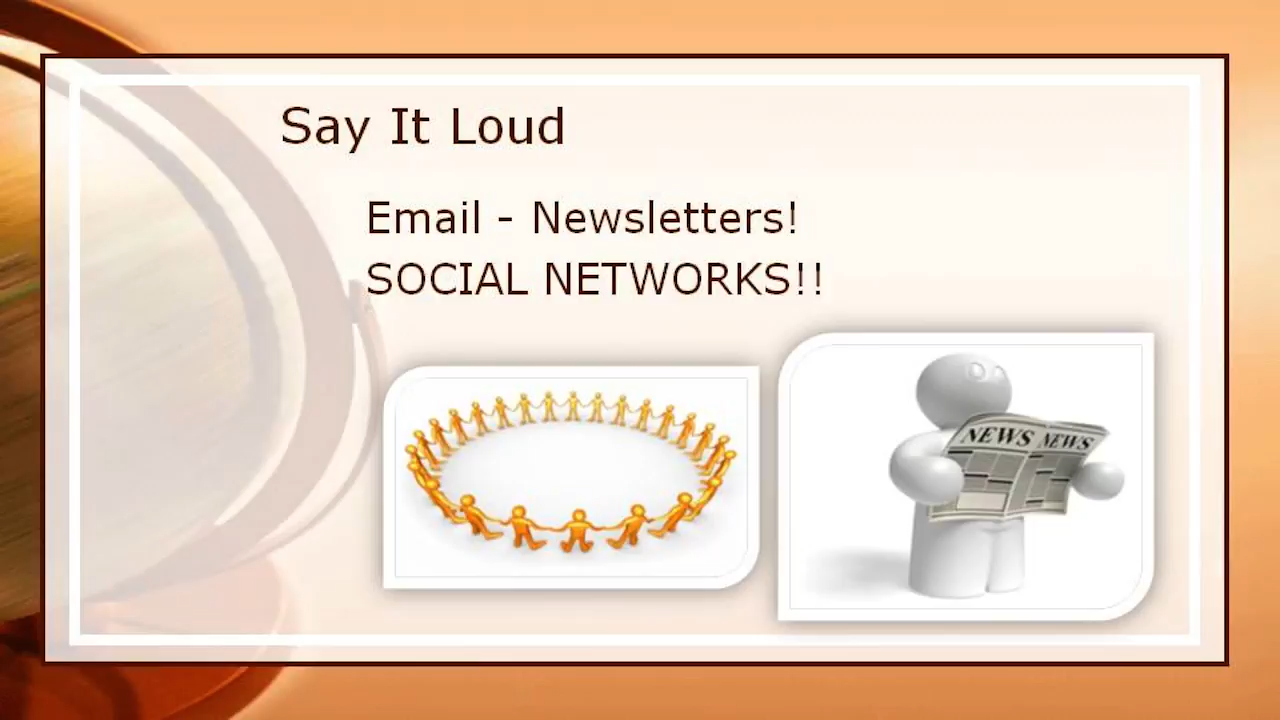 Say It Loud
Email - Newsletters!
SOCIAL NETWORKS!!
NEWS NEWS